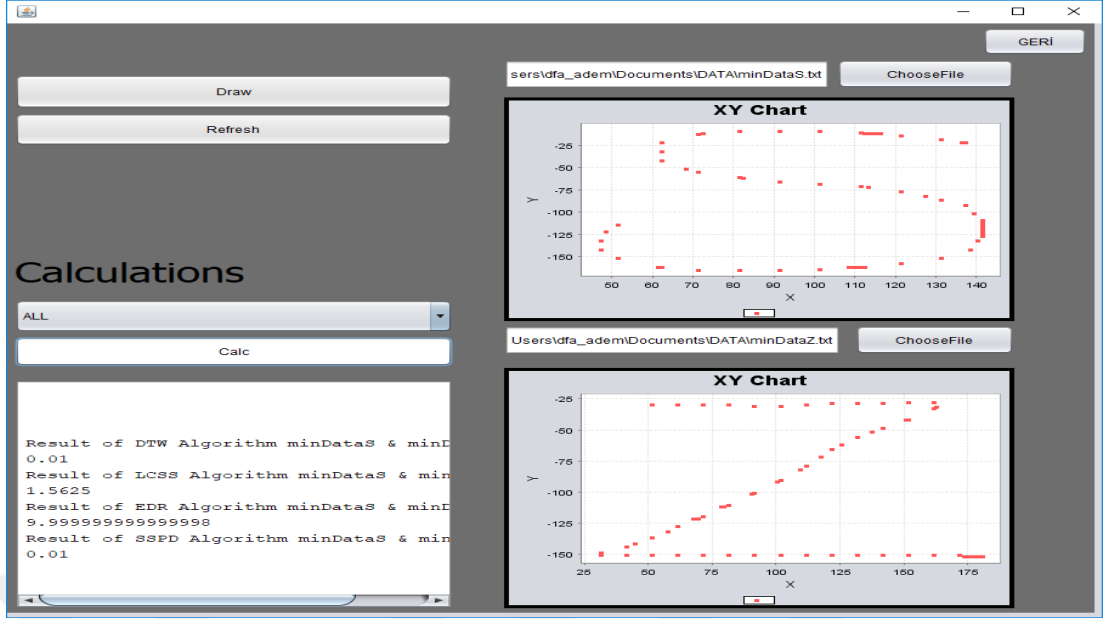 GERİ
Draw
Refresh
Calculations
ALL
Calc
Result of DTW Algorithm minDataS & minD
0.01
Result of LCSS Algorithm minDataS & min
1.5625
Result of EDR Algorithm minDataS & minD
9.999999999999998
Result of SSPD Algorithm minDataS & min
0.01
sers\dfa_adem\Documents\DATA\minDataS.txt
ChooseFile
XY Chart
Y
-25
-50
-75
-100
-125
-150
50 60 70 80 90 100 110 120 130 140
X
Users\dfa_adem\Documents\DATA\minDataZ.txt
ChooseFile
XY Chart
Y
-25
-50
-75
-100
-125
-150
25 50 75 100 125 150 175
X